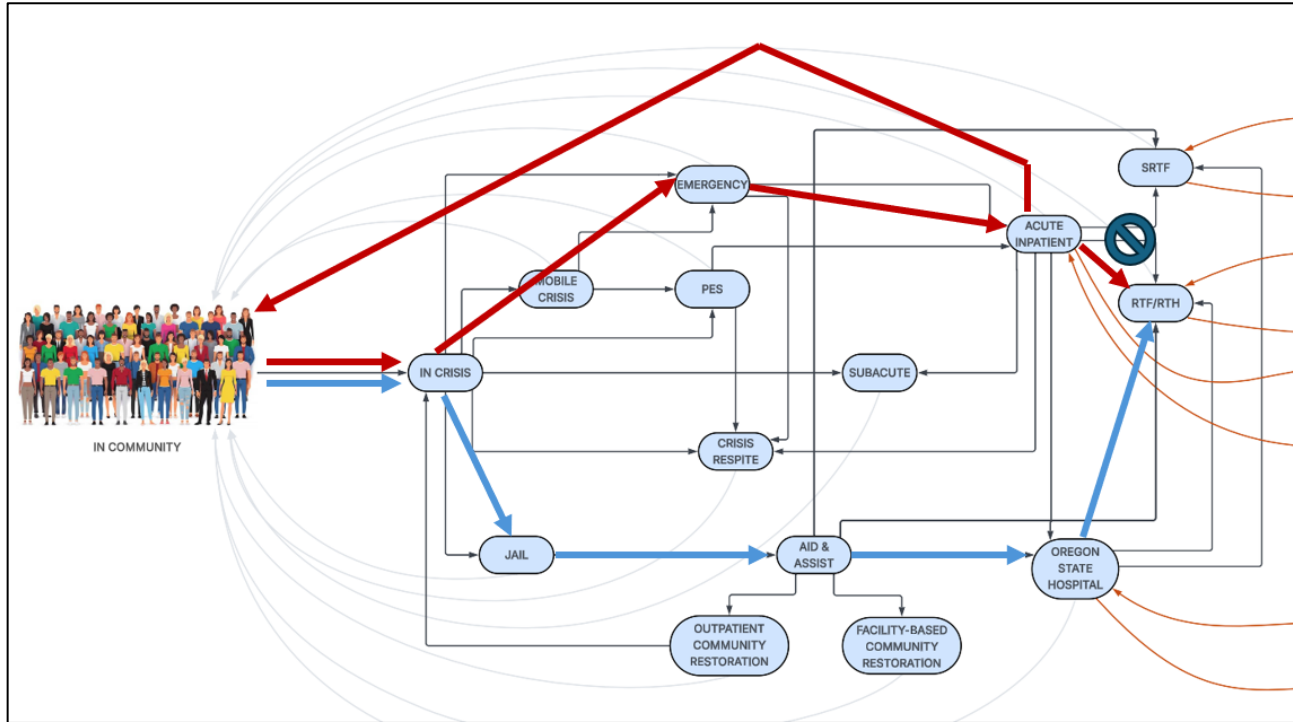 SRTF
EMERGENCY
ACUTE
INPATIENT
MOBILE
CRISIS
PES
RTF/RTH
IN CRISIS
SUBACUTE
IN COMMUNITY
CRISIS
RESPITE
JAIL
AID &
ASSIST
OREGON
STATE
HOSPITAL
OUTPATIENT
COMMUNITY
RESTORATION
FACILITY-BASED
COMMUNITY
RESTORATION